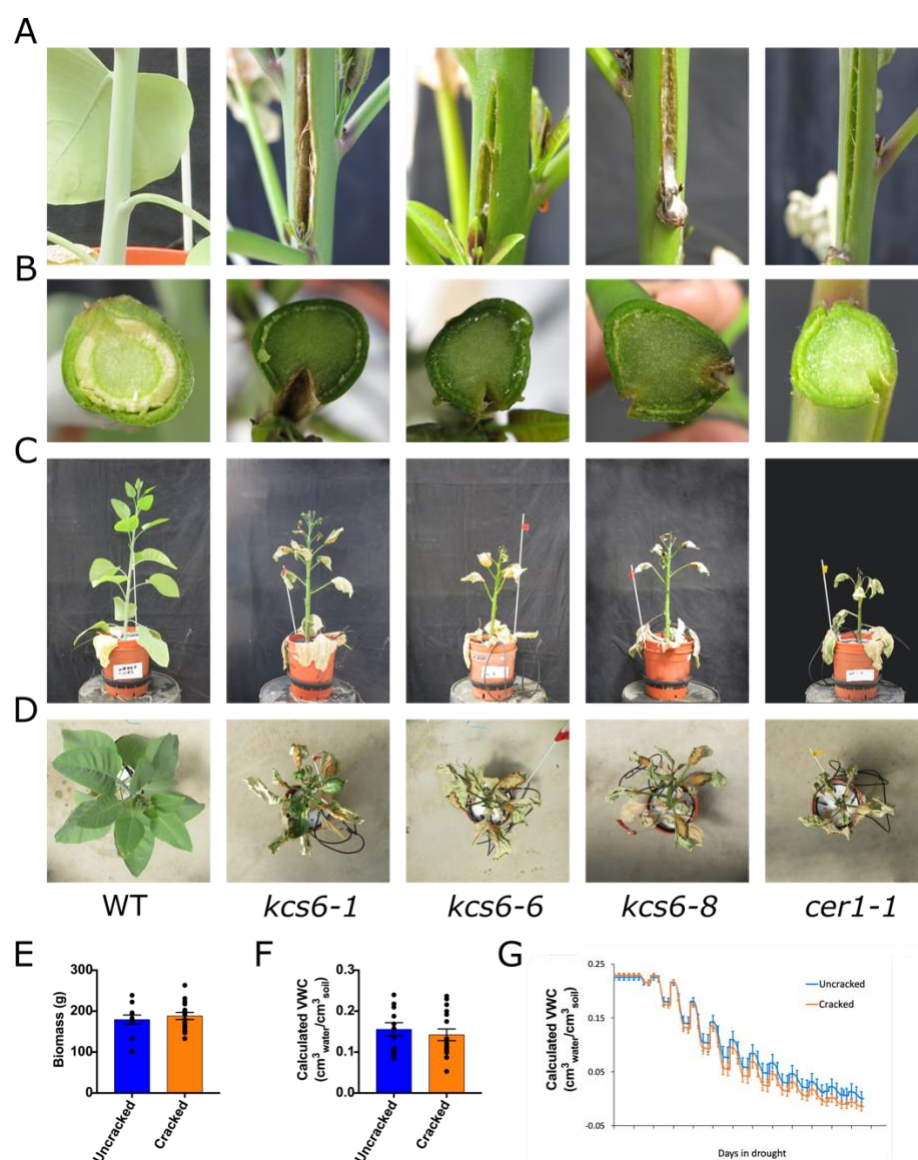 A
B
C
D
WT
kcs6-1
kcs6-6
kcs6-8
cer1-1
E
Biomass (g)
300
200
100
0
Uncracked
Cracked
F
Calculated VWC
(cm³water/cm³soil)
0.3
0.2
0.1
0.0
Uncracked
Cracked
G
Calculated VWC
(cm³water/cm³soil)
0.25
0.15
0.05
-0.05
Uncracked
Cracked
Days in drought